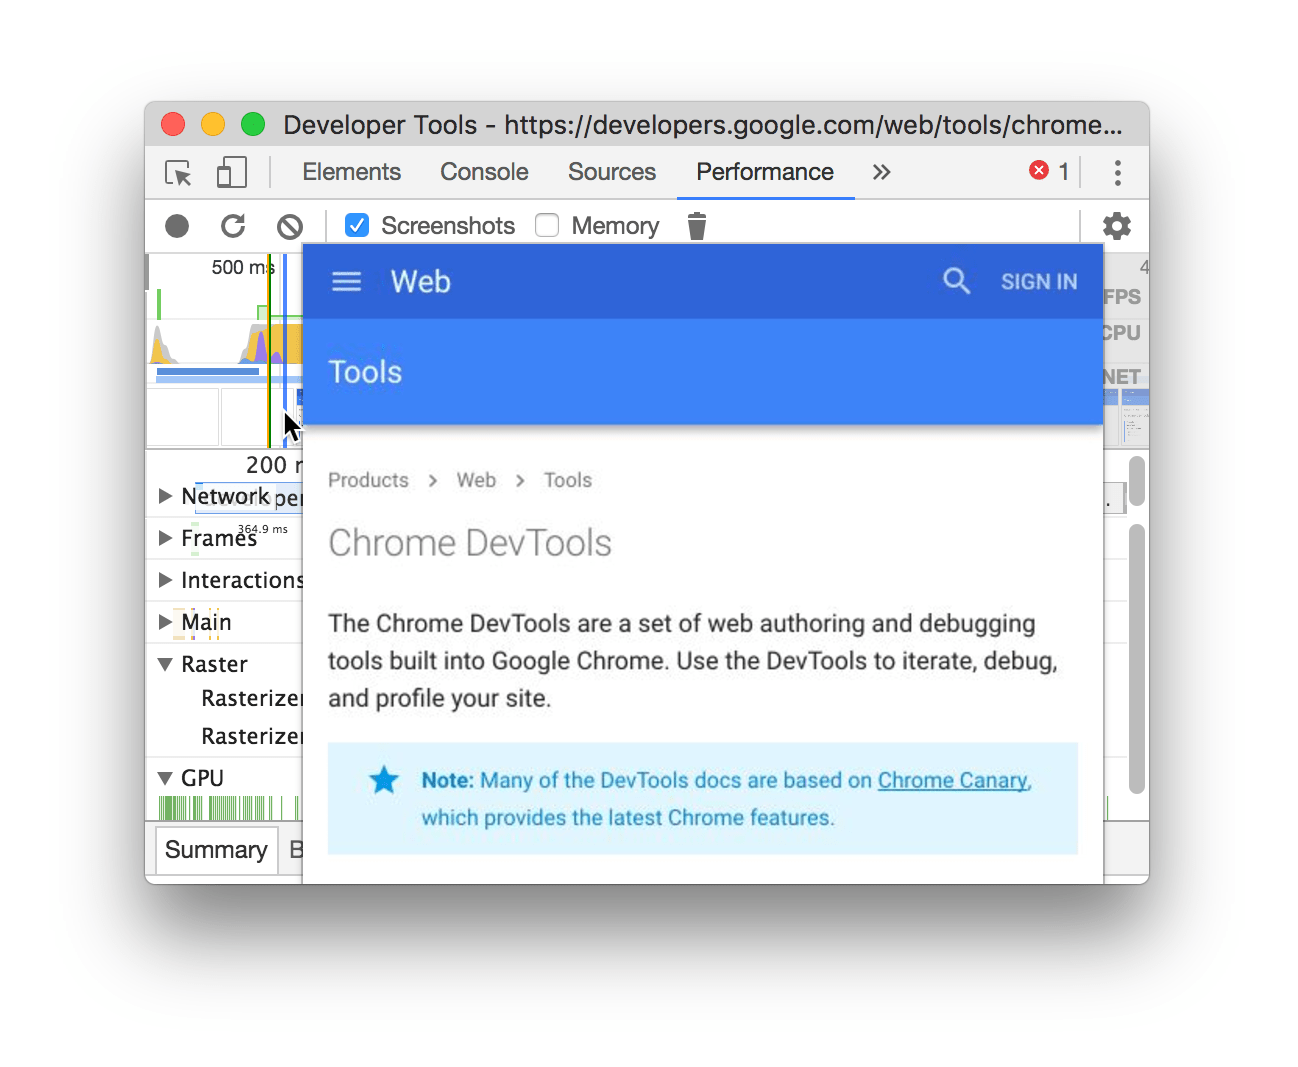 Developer Tools - https://developers.google.com/web/tools/chrome...
Elements Console Sources Performance » 1
Screenshots Memory
500 ms 4
FPS
CPU
NET
Web SIGN IN
Tools
200
Network
364.9 ms
Frames
Interactions
Main
Raster
Rasterizer
Rasterizer
GPU
Summary B
Products > Web > Tools
Chrome DevTools
The Chrome DevTools are a set of web authoring and debugging
tools built into Google Chrome. Use the DevTools to iterate, debug,
and profile your site.
Note: Many of the DevTools docs are based on Chrome Canary,
which provides the latest Chrome features.